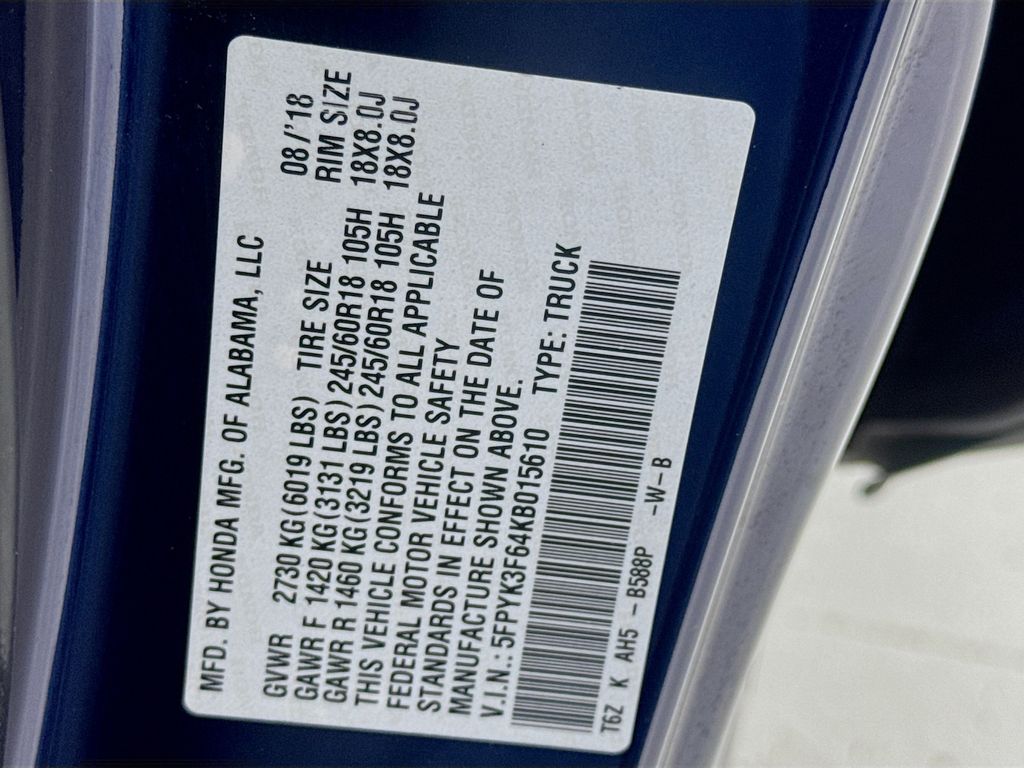 MFD. BY HONDA MFG. OF ALABAMA, LLC
08/'18
GVWR 2730 KG(6019 LBS) TIRE SIZE RIM SIZE
GAWR F 1420 KG(3131 LBS) 245/60R18 105H 18X8.0J
GAWR R 1460 KG(3219 LBS) 245/60R18 105H 18X8.0J
THIS VEHICLE CONFORMS TO ALL APPLICABLE
FEDERAL MOTOR VEHICLE SAFETY
STANDARDS IN EFFECT ON THE DATE OF
MANUFACTURE SHOWN ABOVE.
V.I.N.: 5FPYK3F64KB015610 TYPE: TRUCK
T6Z K AH5 -B588P -W-B